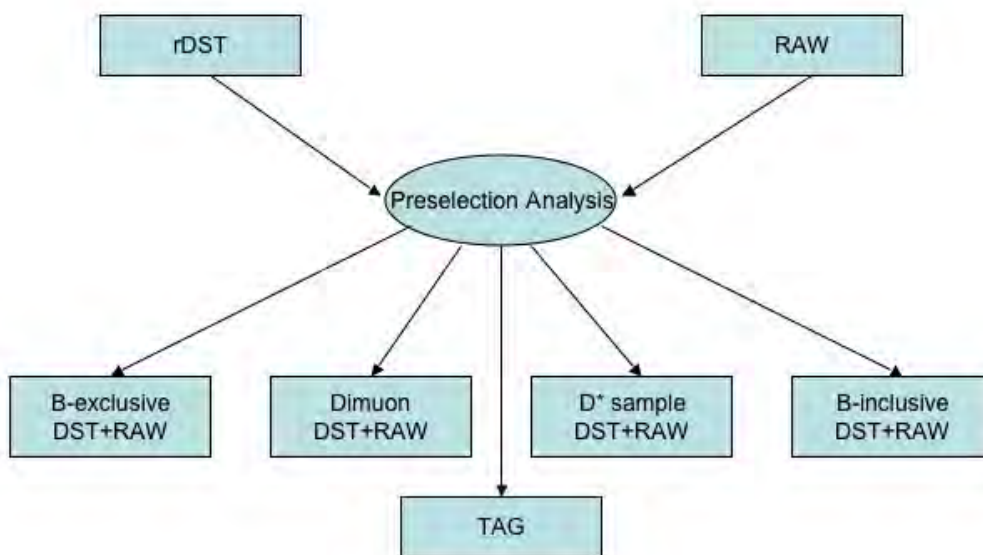 rDST
RAW
Preselection Analysis
B-exclusive
DST+RAW
Dimuon
DST+RAW
D* sample
DST+RAW
B-inclusive
DST+RAW
TAG